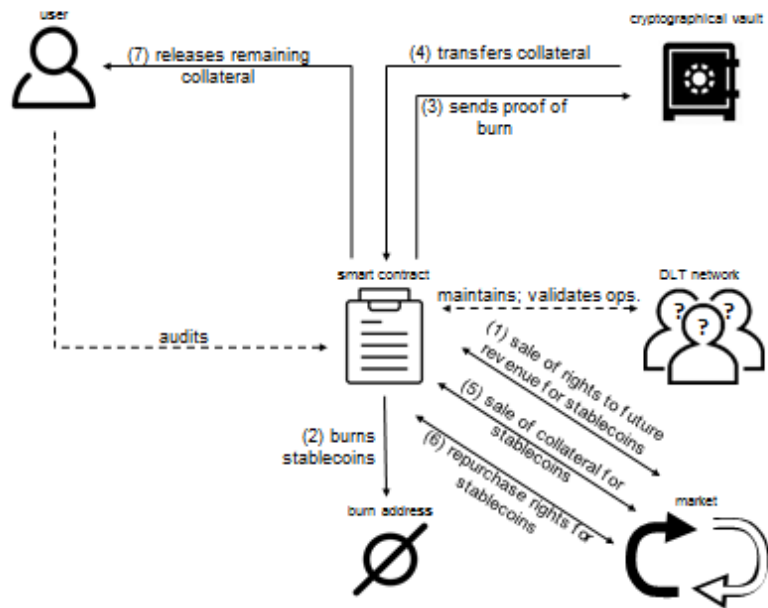 user
cryptographical vault
(7) releases remaining
collateral
(4) transfers collateral
(3) sends proof of
burn
smart contract
DLT network
maintains; validates ops.
? ? ?
audits
(1) sale of rights to future
revenue for stablecoins
(5) sale of collateral for
stablecoins
(6) repurchase rights for
stablecoins
(2) burns
stablecoins
burn address
market